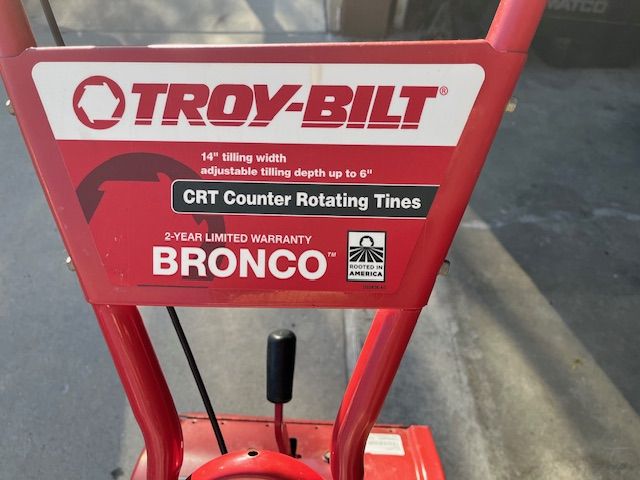 TROY-BILT®
14" tilling width
adjustable tilling depth up to 6"
CRT Counter Rotating Tines
2-YEAR LIMITED WARRANTY
BRONCO™
ROOTED IN
AMERICA